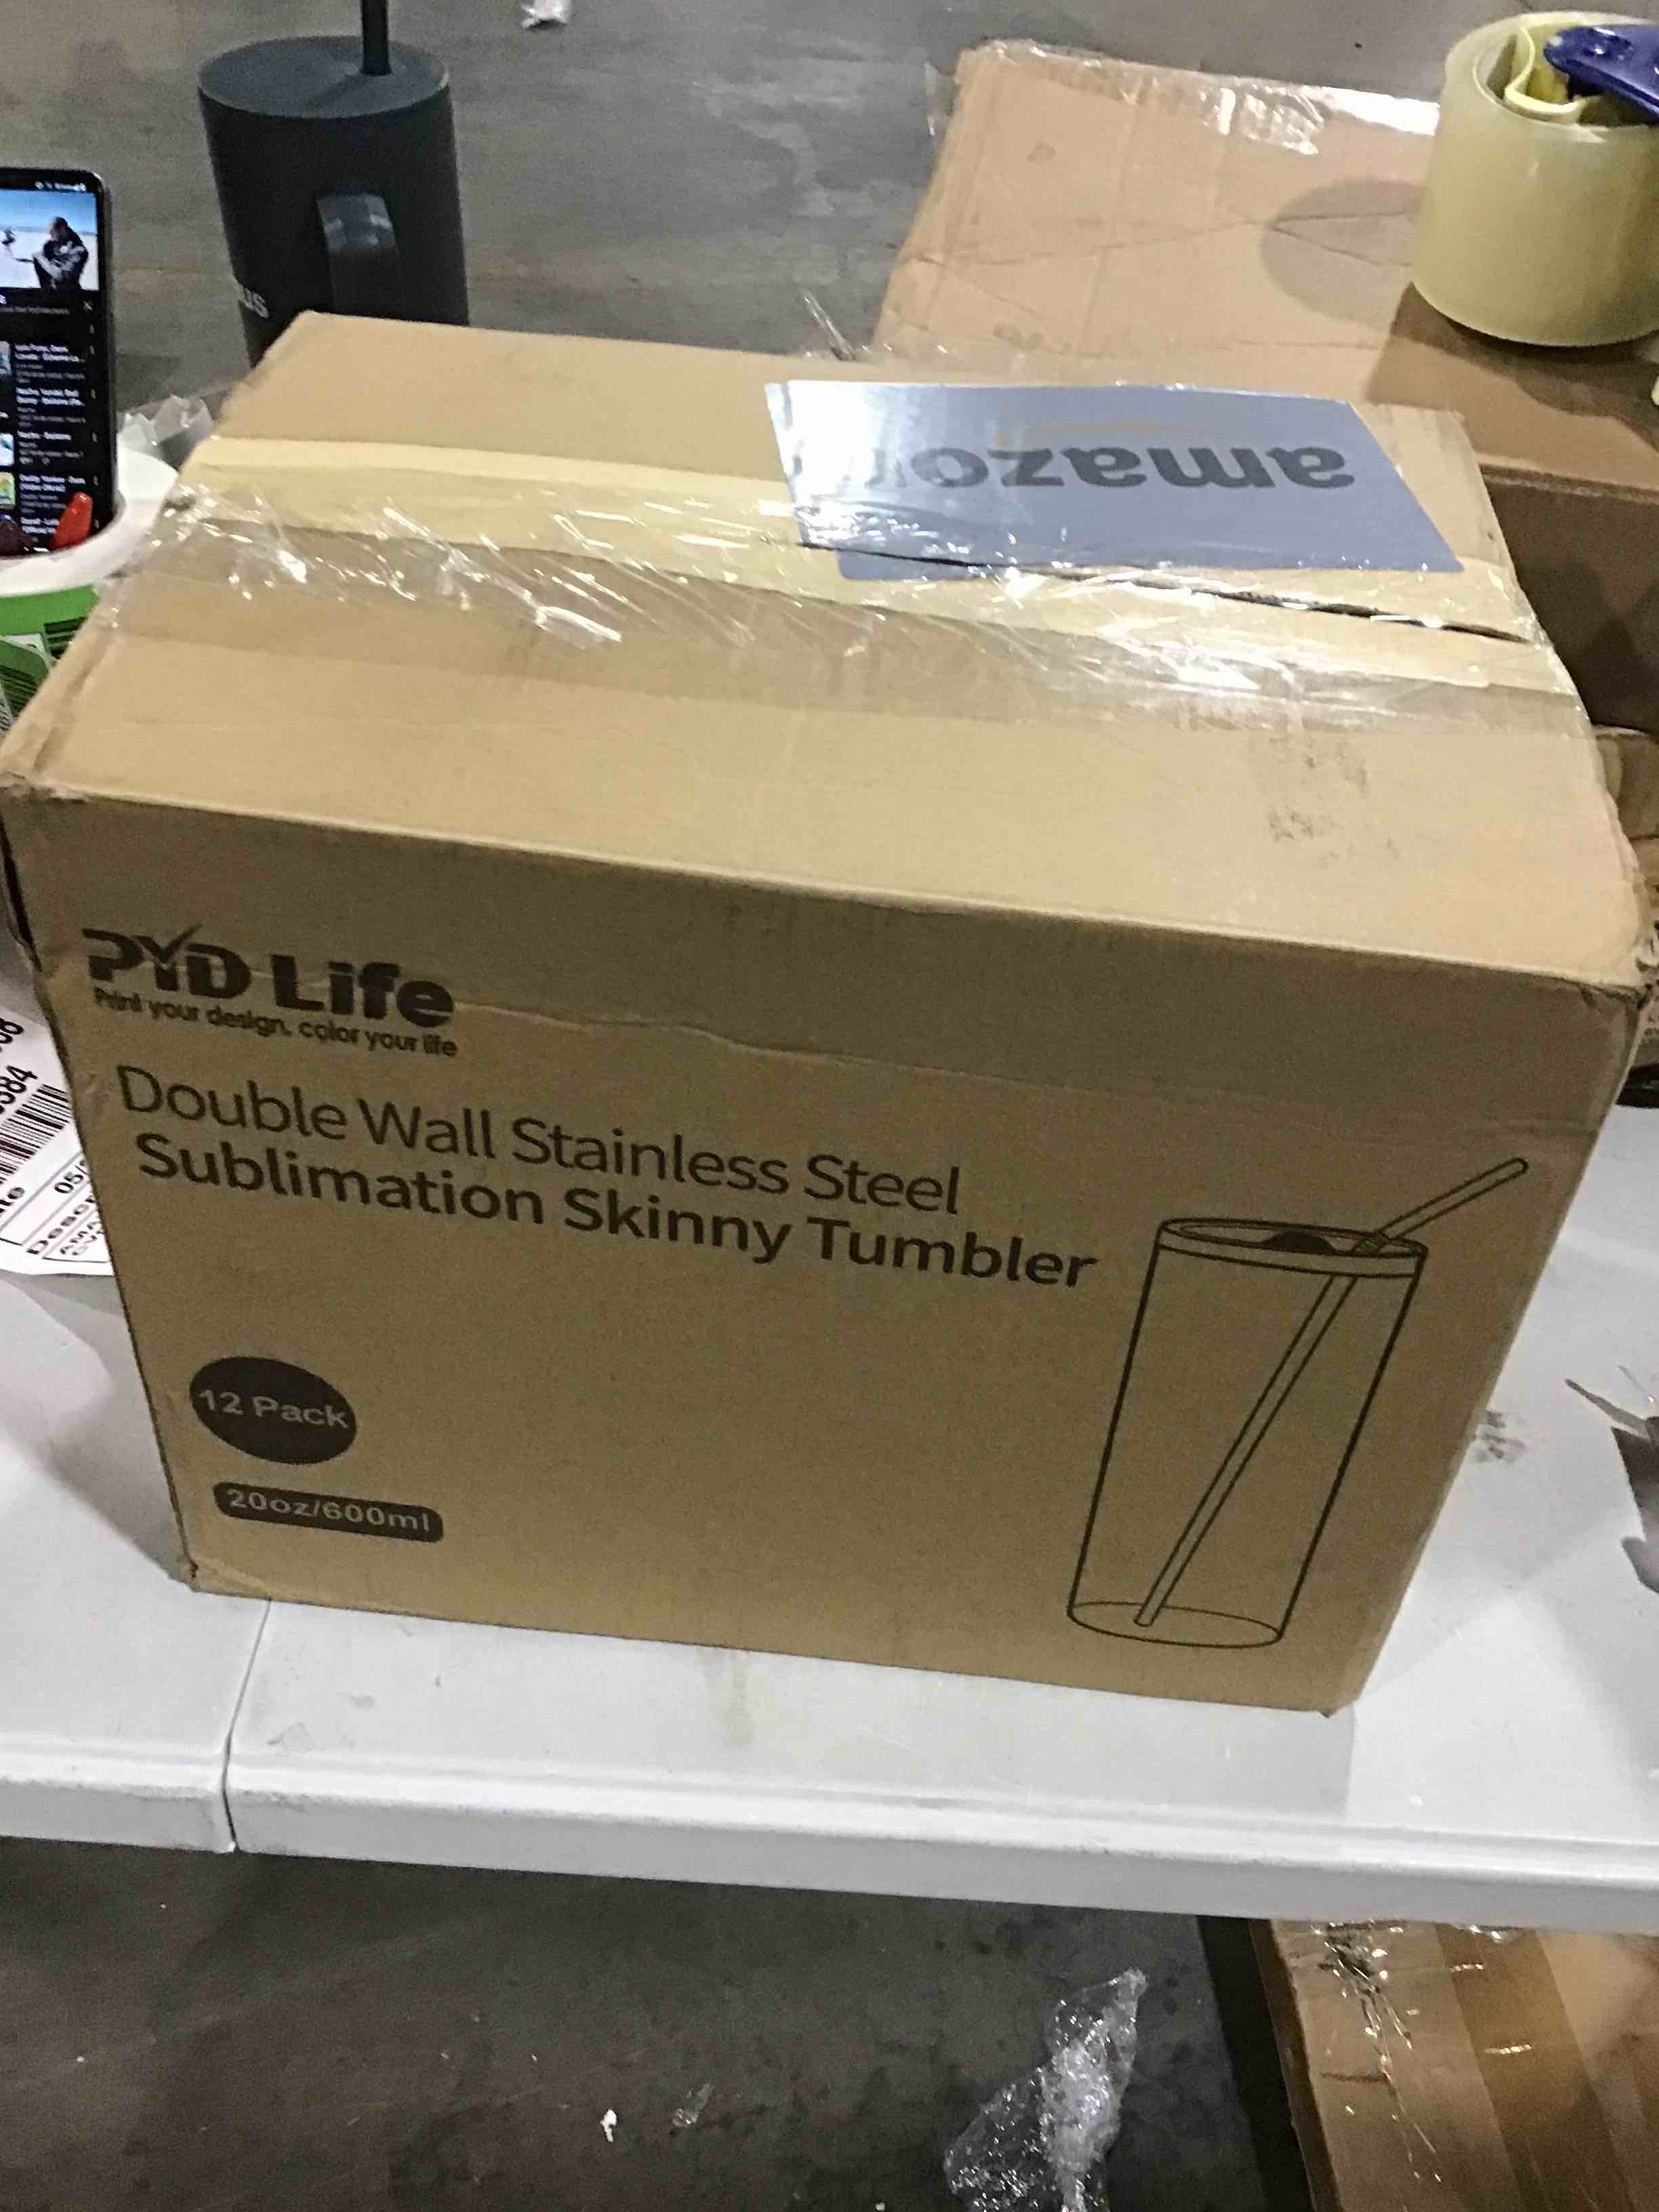 amazon
PYD Life
Print your design, color your life
Double Wall Stainless Steel
Sublimation Skinny Tumbler
12 Pack
20oz/600ml